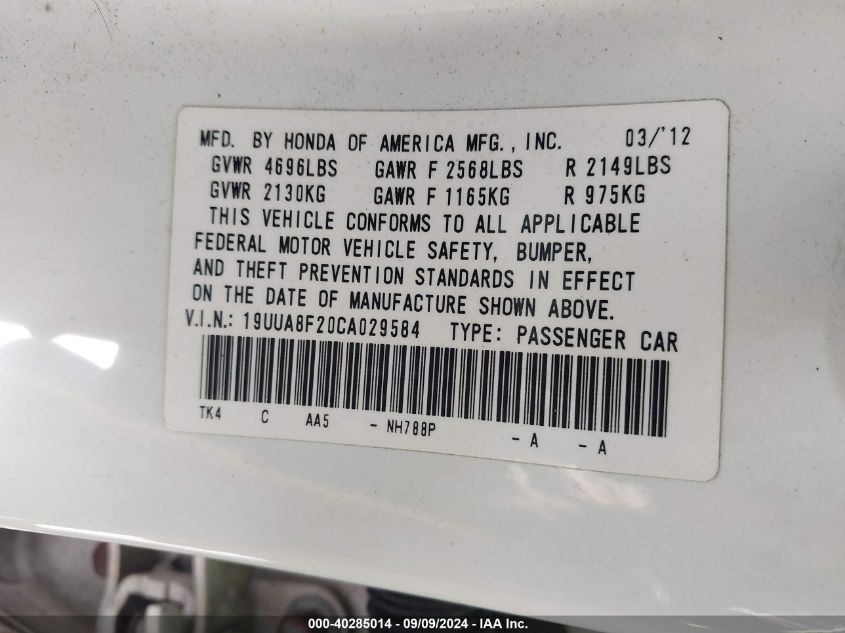 MFD. BY HONDA OF AMERICA MFG., INC. 03/'12
GVWR 4696LBS GAWR F 2568LBS R 2149LBS
GVWR 2130KG GAWR F 1165KG R 975KG
THIS VEHICLE CONFORMS TO ALL APPLICABLE
FEDERAL MOTOR VEHICLE SAFETY, BUMPER,
AND THEFT PREVENTION STANDARDS IN EFFECT
ON THE DATE OF MANUFACTURE SHOWN ABOVE.
V.I.N.: 19UUA8F20CA029584 TYPE: PASSENGER CAR
TK4 C AA5 - NH788P - A - A
000-40285014 - 09/09/2024 - IAA Inc.